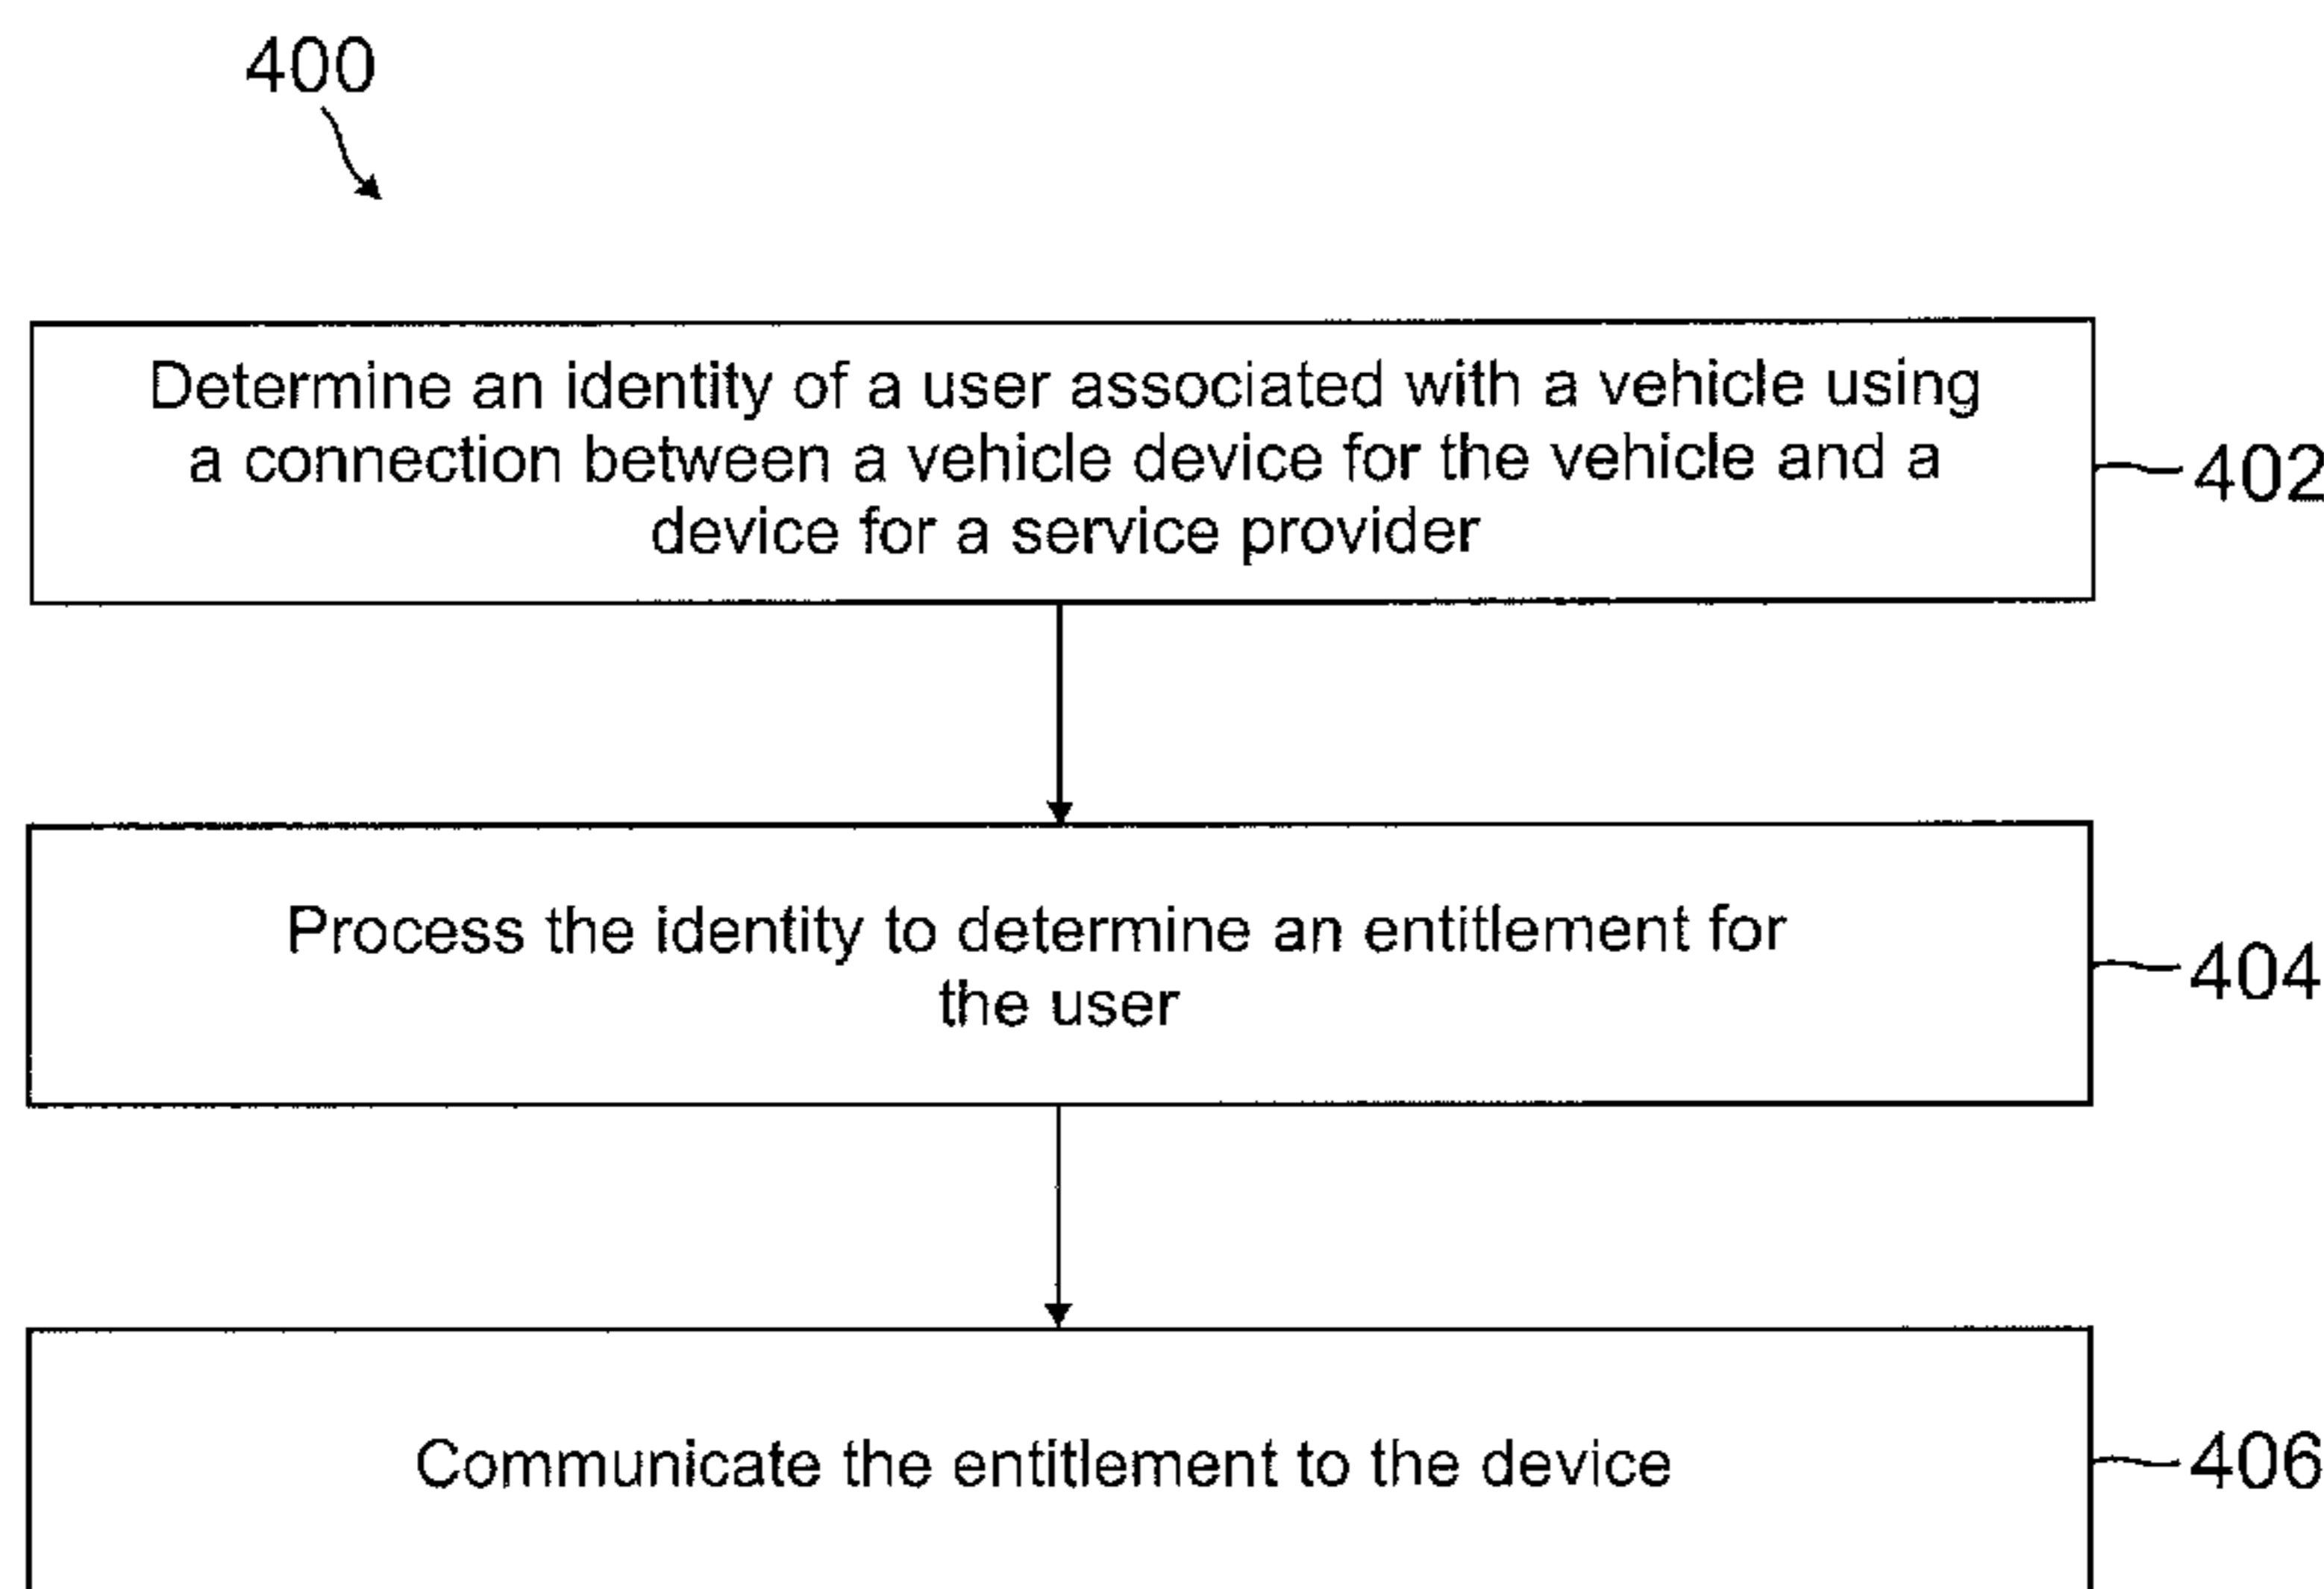 400
Determine an identity of a user associated with a vehicle using
a connection between a vehicle device for the vehicle and a
device for a service provider
402
Process the identity to determine an entitlement for
the user
404
Communicate the entitlement to the device
406